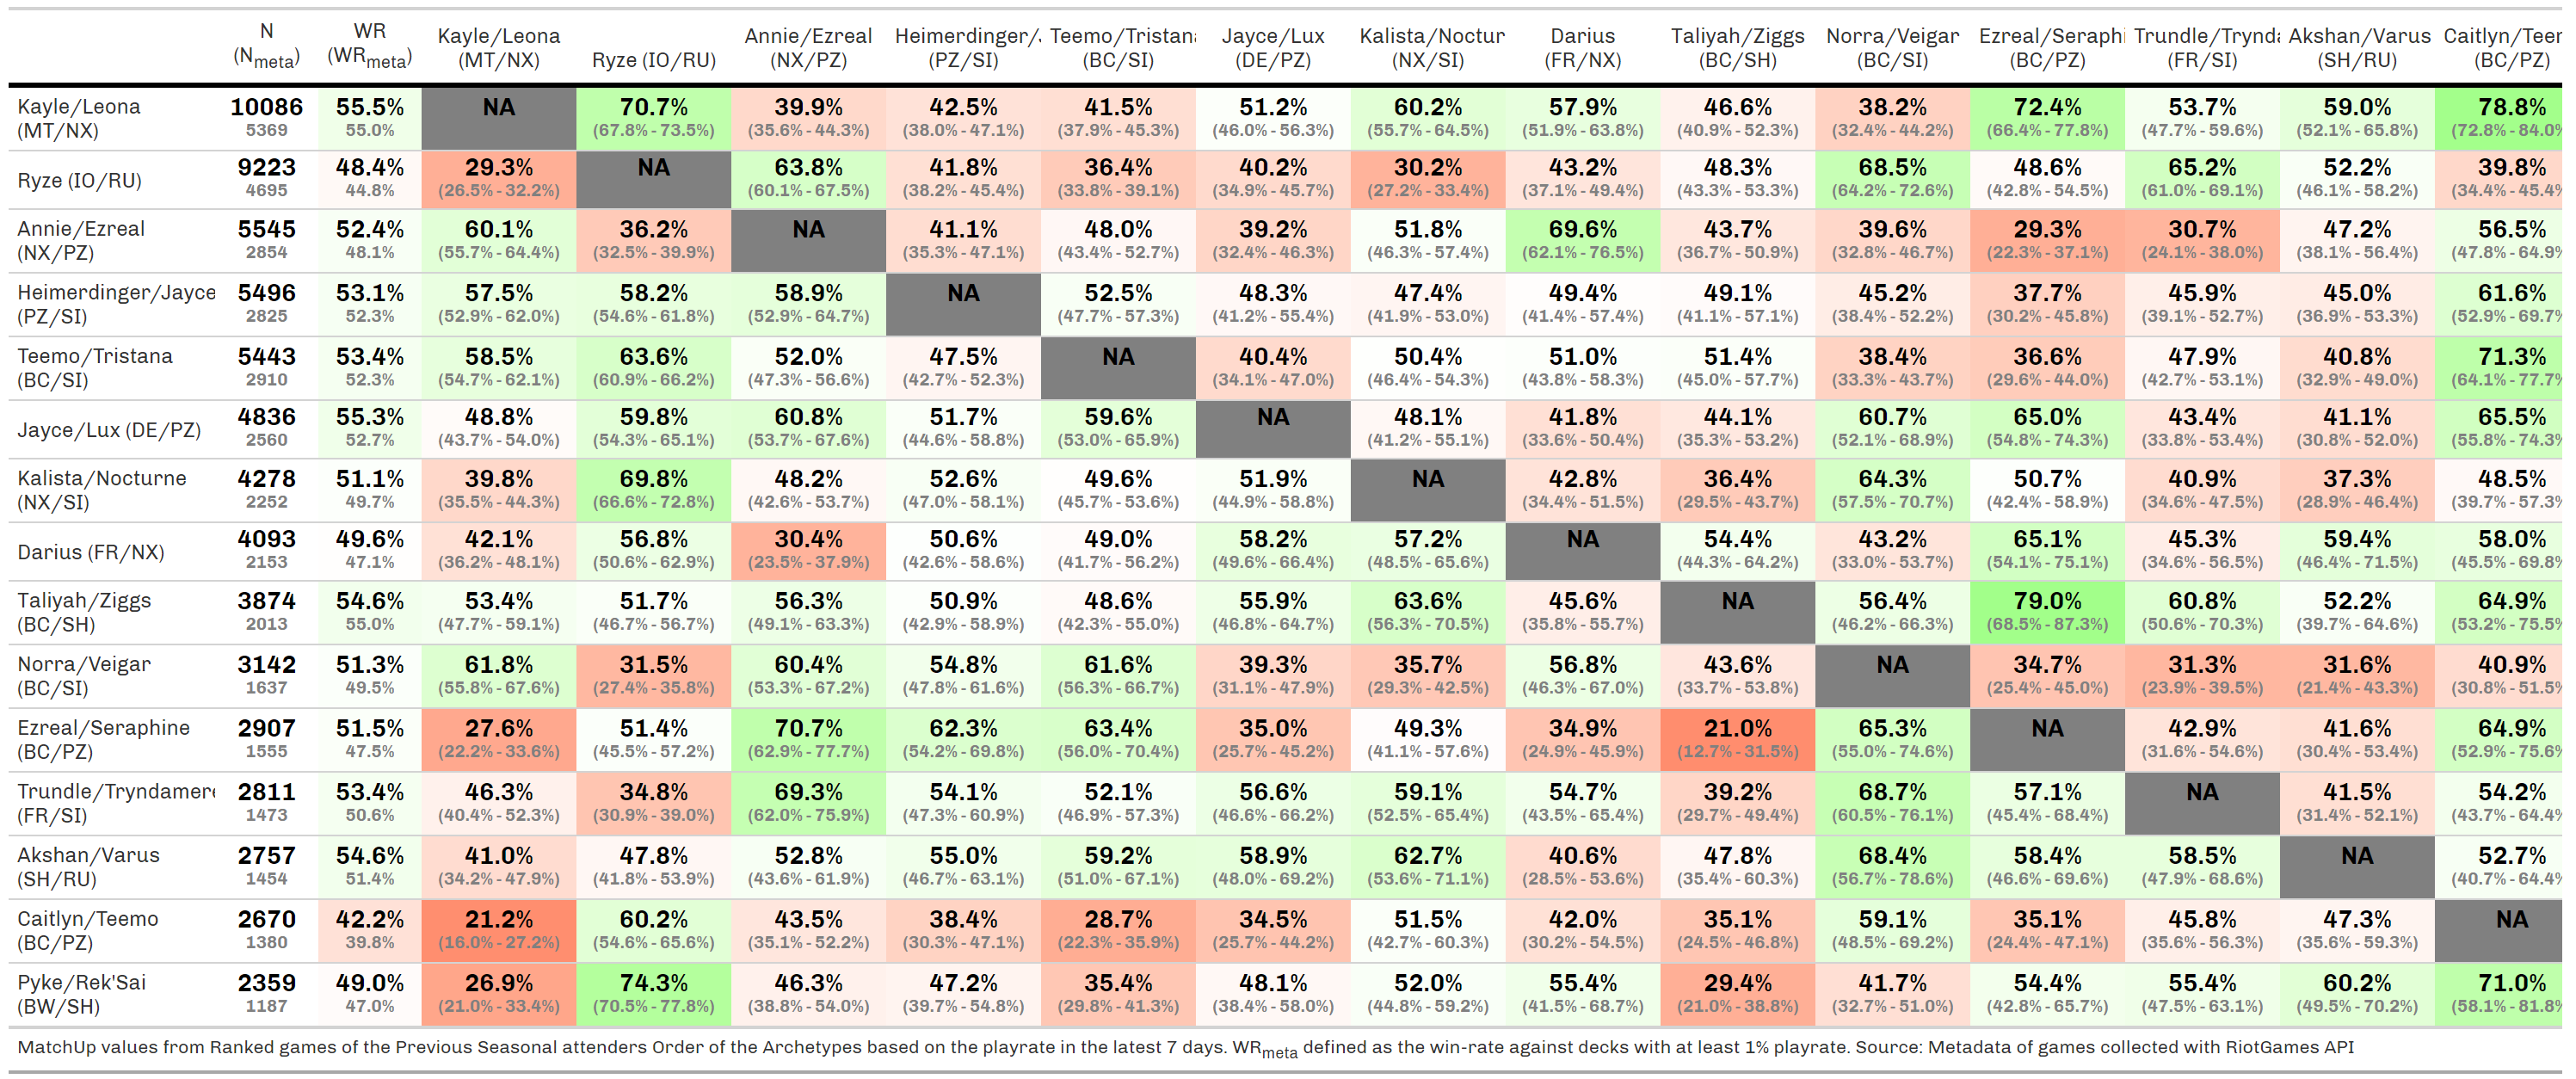 N WR Kayle/Leona Annie/Ezreal Heimerdinger/J Teemo/Tristana Jayce/Lux Kalista/Noctur Darius Taliyah/Ziggs Norra/Veigar Ezreal/Seraphi Trundle/Trynda Akshan/Varus Caitlyn/Teem
(Nmeta) (WRmeta) (MT/NX) Ryze (IO/RU) (NX/PZ) (PZ/SI) (BC/SI) (DE/PZ) (NX/SI) (FR/NX) (BC/SH) (BC/SI) (BC/PZ) (FR/SI) (SH/RU) (BC/PZ)
Kayle/Leona 10086 55.5% NA 70.7% 39.9% 42.5% 41.5% 51.2% 60.2% 57.9% 46.6% 38.2% 72.4% 53.7% 59.0% 78.8%
(MT/NX) 5369 55.0% (67.8% - 73.5%) (35.6% - 44.3%) (38.0% - 47.1%) (37.9% - 45.3%) (46.0% - 56.3%) (55.7% - 64.5%) (51.9% - 63.8%) (40.9% - 52.3%) (32.4% - 44.2%) (66.4% - 77.8%) (47.7% - 59.6%) (52.1% - 65.8%) (72.8% - 84.0%
Ryze (IO/RU) 9223 48.4% 29.3% NA 63.8% 41.8% 36.4% 40.2% 30.2% 43.2% 48.3% 68.5% 48.6% 65.2% 52.2% 39.8%
4695 44.8% (26.5% - 32.2%) (60.1% - 67.5%) (38.2% - 45.4%) (33.8% - 39.1%) (34.9% - 45.7%) (27.2% - 33.4%) (37.1% - 49.4%) (43.3% - 53.3%) (64.2% - 72.6%) (42.8% - 54.5%) (61.0% - 69.1%) (46.1% - 58.2%) (34.4% - 45.4%
Annie/Ezreal 5545 52.4% 60.1% 36.2% NA 41.1% 48.0% 39.2% 51.8% 69.6% 43.7% 39.6% 29.3% 30.7% 47.2% 56.5%
(NX/PZ) 2854 48.1% (55.7% - 64.4%) (32.5% - 39.9%) (35.3% - 47.1%) (43.4% - 52.7%) (32.4% - 46.3%) (46.3% - 57.4%) (62.1% - 76.5%) (36.7% - 50.9%) (32.8% - 46.7%) (22.3% - 37.1%) (24.1% - 38.0%) (38.1% - 56.4%) (47.8% - 64.9%
Heimerdinger/Jayce 5496 53.1% 57.5% 58.2% 58.9% NA 52.5% 48.3% 47.4% 49.4% 49.1% 45.2% 37.7% 45.9% 45.0% 61.6%
(PZ/SI) 2825 52.3% (52.9% - 62.0%) (54.6% - 61.8%) (52.9% - 64.7%) (47.7% - 57.3%) (41.2% - 55.4%) (41.9% - 53.0%) (41.4% - 57.4%) (41.1% - 57.1%) (38.4% - 52.2%) (30.2% - 45.8%) (39.1% - 52.7%) (36.9% - 53.3%) (52.9% - 69.7%
Teemo/Tristana 5443 53.4% 58.5% 63.6% 52.0% 47.5% NA 40.4% 50.4% 51.0% 51.4% 38.4% 36.6% 47.9% 40.8% 71.3%
(BC/SI) 2910 52.3% (54.7% - 62.1%) (60.9% - 66.2%) (47.3% - 56.6%) (42.7% - 52.3%) (34.1% - 47.0%) (46.4% - 54.3%) (43.8% - 58.3%) (45.0% - 57.7%) (33.3% - 43.7%) (29.6% - 44.0%) (42.7% - 53.1%) (32.9% - 49.0%) (64.1% - 77.7%
Jayce/Lux (DE/PZ) 4836 55.3% 48.8% 59.8% 60.8% 51.7% 59.6% NA 48.1% 41.8% 44.1% 60.7% 65.0% 43.4% 41.1% 65.5%
2560 52.7% (43.7% - 54.0%) (54.3% - 65.1%) (53.7% - 67.6%) (44.6% - 58.8%) (53.0% - 65.9%) (41.2% - 55.1%) (33.6% - 50.4%) (35.3% - 53.2%) (52.1% - 68.9%) (54.8% - 74.3%) (33.8% - 53.4%) (30.8% - 52.0%) (55.8% - 74.3%
Kalista/Nocturne 4278 51.1% 39.8% 69.8% 48.2% 52.6% 49.6% 51.9% NA 42.8% 36.4% 64.3% 50.7% 40.9% 37.3% 48.5%
(NX/SI) 2252 49.7% (35.5% - 44.3%) (66.6% - 72.8%) (42.6% - 53.7%) (47.0% - 58.1%) (45.7% - 53.6%) (44.9% - 58.8%) (34.4% - 51.5%) (29.5% - 43.7%) (57.5% - 70.7%) (42.4% - 58.9%) (34.6% - 47.5%) (28.9% - 46.4%) (39.7% - 57.3%
Darius (FR/NX) 4093 49.6% 42.1% 56.8% 30.4% 50.6% 49.0% 58.2% 57.2% NA 54.4% 43.2% 65.1% 45.3% 59.4% 58.0%
2153 47.1% (36.2% - 48.1%) (50.6% - 62.9%) (23.5% - 37.9%) (42.6% - 58.6%) (41.7% - 56.2%) (49.6% - 66.4%) (48.5% - 65.6%) (44.3% - 64.2%) (33.0% - 53.7%) (54.1% - 75.1%) (34.6% - 56.5%) (46.4% - 71.5%) (45.5% - 69.8%
Taliyah/Ziggs 3874 54.6% 53.4% 51.7% 56.3% 50.9% 48.6% 55.9% 63.6% 45.6% NA 56.4% 79.0% 60.8% 52.2% 64.9%
(BC/SH) 2013 55.0% (47.7% - 59.1%) (46.7% - 56.7%) (49.1% - 63.3%) (42.9% - 58.9%) (42.3% - 55.0%) (46.8% - 64.7%) (56.3% - 70.5%) (35.8% - 55.7%) (46.2% - 66.3%) (68.5% - 87.3%) (50.6% - 70.3%) (39.7% - 64.6%) (53.2% - 75.5%
Norra/Veigar 3142 51.3% 61.8% 31.5% 60.4% 54.8% 61.6% 39.3% 35.7% 56.8% 43.6% NA 34.7% 31.3% 31.6% 40.9%
(BC/SI) 1637 49.5% (55.8% - 67.6%) (27.4% - 35.8%) (53.3% - 67.2%) (47.8% - 61.6%) (56.3% - 66.7%) (31.1% - 47.9%) (29.3% - 42.5%) (46.3% - 67.0%) (33.7% - 53.8%) (25.4% - 45.0%) (23.9% - 39.5%) (21.4% - 43.3%) (30.8% - 51.5%
Ezreal/Seraphine 2907 51.5% 27.6% 51.4% 70.7% 62.3% 63.4% 35.0% 49.3% 34.9% 21.0% 65.3% NA 42.9% 41.6% 64.9%
(BC/PZ) 1555 47.5% (22.2% - 33.6%) (45.5% - 57.2%) (62.9% - 77.7%) (54.2% - 69.8%) (56.0% - 70.4%) (25.7% - 45.2%) (41.1% - 57.6%) (24.9% - 45.9%) (12.7% - 31.5%) (55.0% - 74.6%) (31.6% - 54.6%) (30.4% - 53.4%) (52.9% - 75.6%
Trundle/Tryndamere 2811 53.4% 46.3% 34.8% 69.3% 54.1% 52.1% 56.6% 59.1% 54.7% 39.2% 68.7% 57.1% NA 41.5% 54.2%
(FR/SI) 1473 50.6% (40.4% - 52.3%) (30.9% - 39.0%) (62.0% - 75.9%) (47.3% - 60.9%) (46.9% - 57.3%) (46.6% - 66.2%) (52.5% - 65.4%) (43.5% - 65.4%) (29.7% - 49.4%) (60.5% - 76.1%) (45.4% - 68.4%) (31.4% - 52.1%) (43.7% - 64.4%
Akshan/Varus 2757 54.6% 41.0% 47.8% 52.8% 55.0% 59.2% 58.9% 62.7% 40.6% 47.8% 68.4% 58.4% 58.5% NA 52.7%
(SH/RU) 1454 51.4% (34.2% - 47.9%) (41.8% - 53.9%) (43.6% - 61.9%) (46.7% - 63.1%) (51.0% - 67.1%) (48.0% - 69.2%) (53.6% - 71.1%) (28.5% - 53.6%) (35.4% - 60.3%) (56.7% - 78.6%) (46.6% - 69.6%) (47.9% - 68.6%) (40.7% - 64.4%
Caitlyn/Teemo 2670 42.2% 21.2% 60.2% 43.5% 38.4% 28.7% 34.5% 51.5% 42.0% 35.1% 59.1% 35.1% 45.8% 47.3% NA
(BC/PZ) 1380 39.8% (16.0% - 27.2%) (54.6% - 65.6%) (35.1% - 52.2%) (30.3% - 47.1%) (22.3% - 35.9%) (25.7% - 44.2%) (42.7% - 60.3%) (30.2% - 54.5%) (24.5% - 46.8%) (48.5% - 69.2%) (24.4% - 47.1%) (35.6% - 56.3%) (35.6% - 59.3%)
Pyke/Rek'Sai 2359 49.0% 26.9% 74.3% 46.3% 47.2% 35.4% 48.1% 52.0% 55.4% 29.4% 41.7% 54.4% 55.4% 60.2% 71.0%
(BW/SH) 1187 47.0% (21.0% - 33.4%) (70.5% - 77.8%) (38.8% - 54.0%) (39.7% - 54.8%) (29.8% - 41.3%) (38.4% - 58.0%) (44.8% - 59.2%) (41.5% - 68.7%) (21.0% - 38.8%) (32.7% - 51.0%) (42.8% - 65.7%) (47.5% - 63.1%) (49.5% - 70.2%) (58.1% - 81.8%
MatchUp values from Ranked games of the Previous Seasonal attenders Order of the Archetypes based on the playrate in the latest 7 days. WRmeta defined as the win-rate against decks with at least 1% playrate. Source: Metadata of games collected with RiotGames API